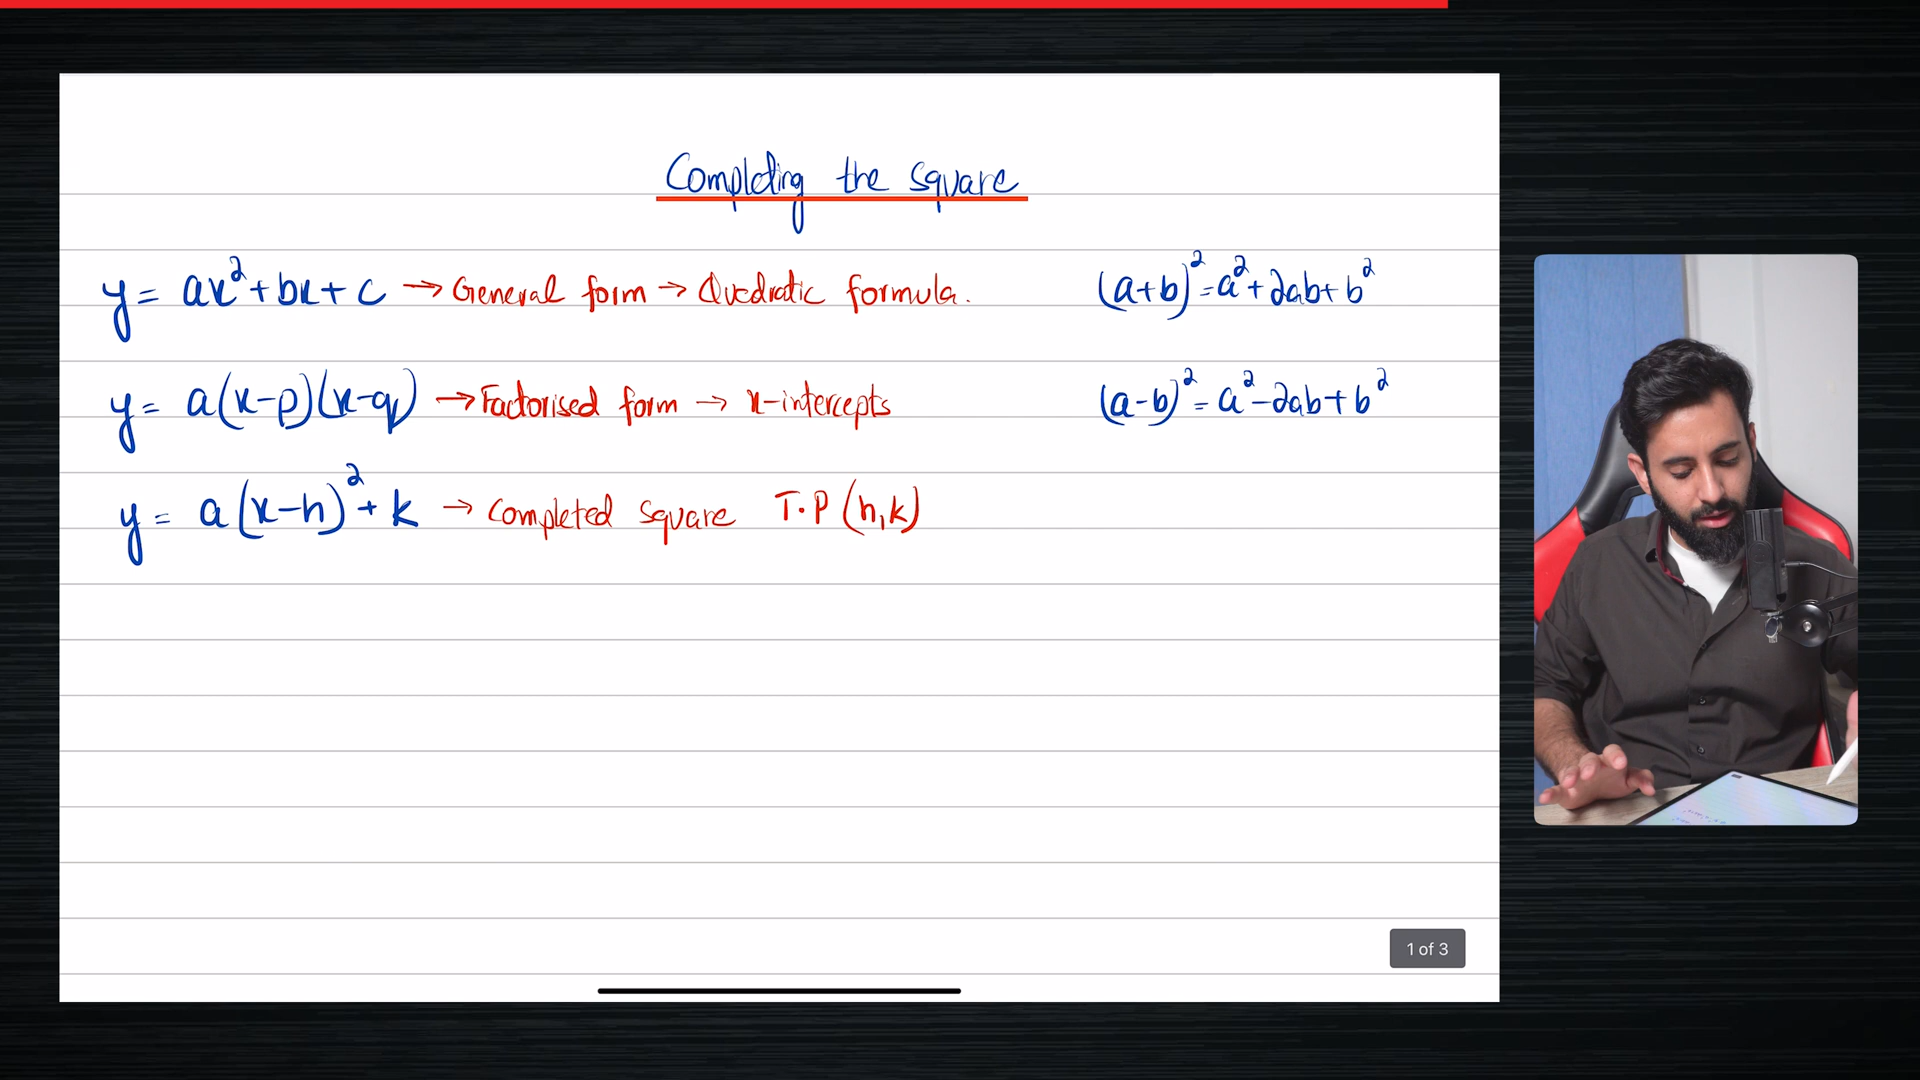 Completing the square
y = ax²+bx+c → General form → Quadratic formula.
(a+b)² = a²+2ab+b²
y = a(x-p)(x-q) → Factorised form → x-intercepts
(a-b)² = a²-2ab+b²
y = a(x-h)²+k → Completed square T.P (h,k)
1 of 3